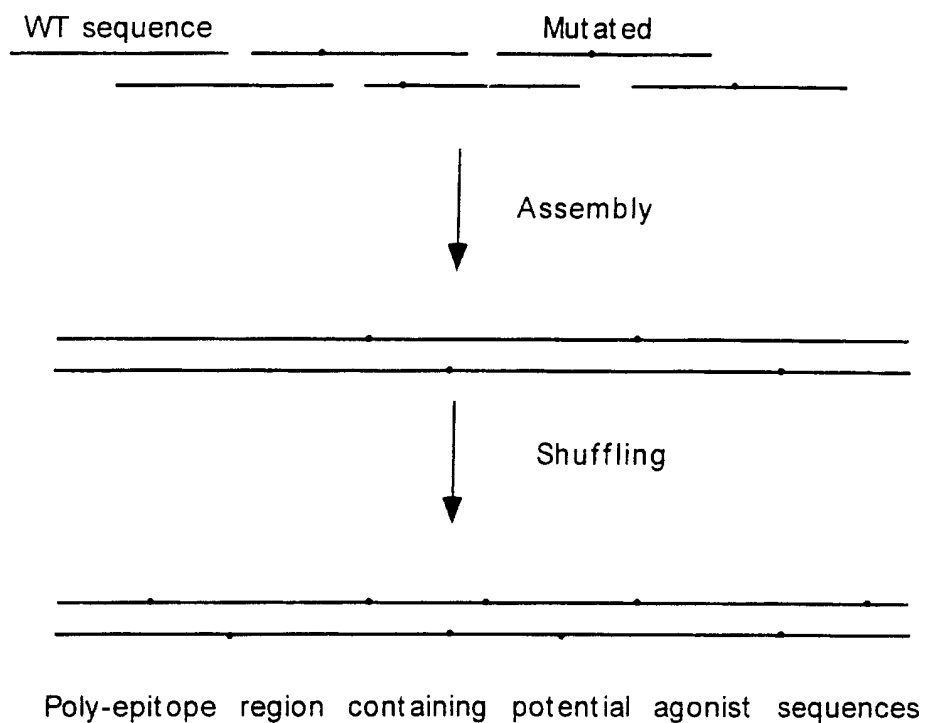 WT sequence
Mutated
Assembly
Shuffling
Poly-epitope region containing potential agonist sequences